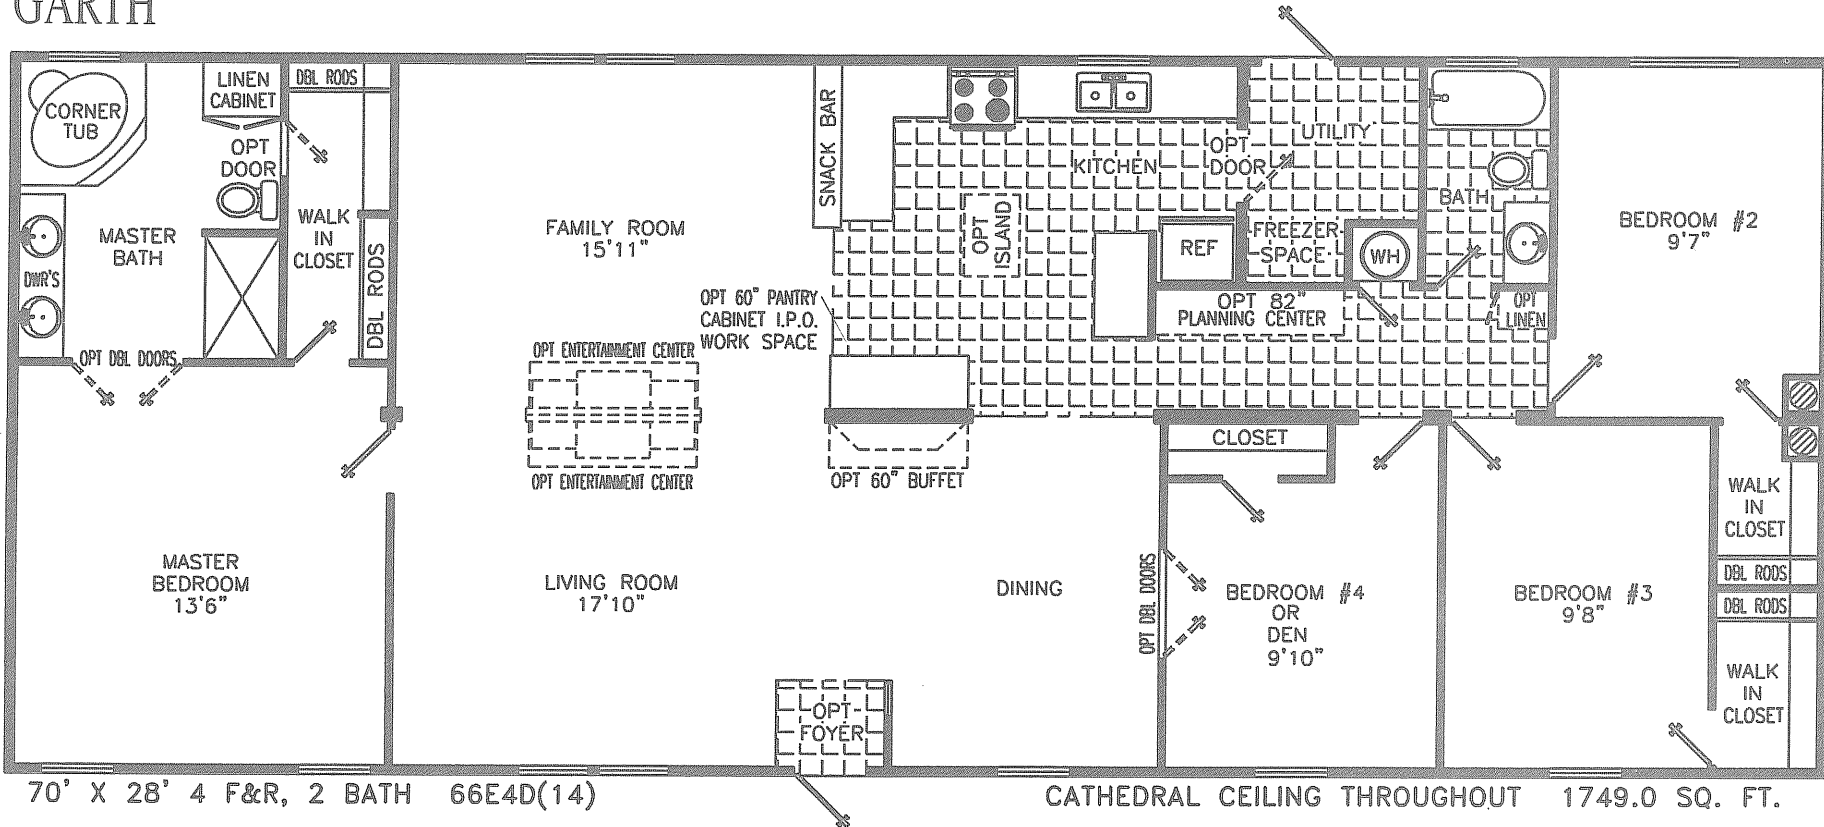 GARTH
CORNER
TUB
LINEN
CABINET
DBL RODS
OPT
DOOR
WALK
IN
CLOSET
DBL RODS
MASTER
BATH
DWR'S
OPT DBL DOORS
FAMILY ROOM
15'11"
SNACK BAR
KITCHEN
OPT
ISLAND
OPT
DOOR
UTILITY
REF
FREEZER
SPACE
WH
BATH
OPT
LINEN
BEDROOM #2
9'7"
OPT 60" PANTRY
CABINET I.P.O.
WORK SPACE
OPT 82"
PLANNING CENTER
OPT ENTERTAINMENT CENTER
OPT ENTERTAINMENT CENTER
OPT 60" BUFFET
CLOSET
MASTER
BEDROOM
13'6"
LIVING ROOM
17'10"
DINING
OPT DBL DOORS
BEDROOM #4
OR
DEN
9'10"
BEDROOM #3
9'8"
WALK
IN
CLOSET
DBL RODS
DBL RODS
WALK
IN
CLOSET
OPT
FOYER
70' X 28' 4 F&R, 2 BATH 66E4D(14)
CATHEDRAL CEILING THROUGHOUT 1749.0 SQ. FT.